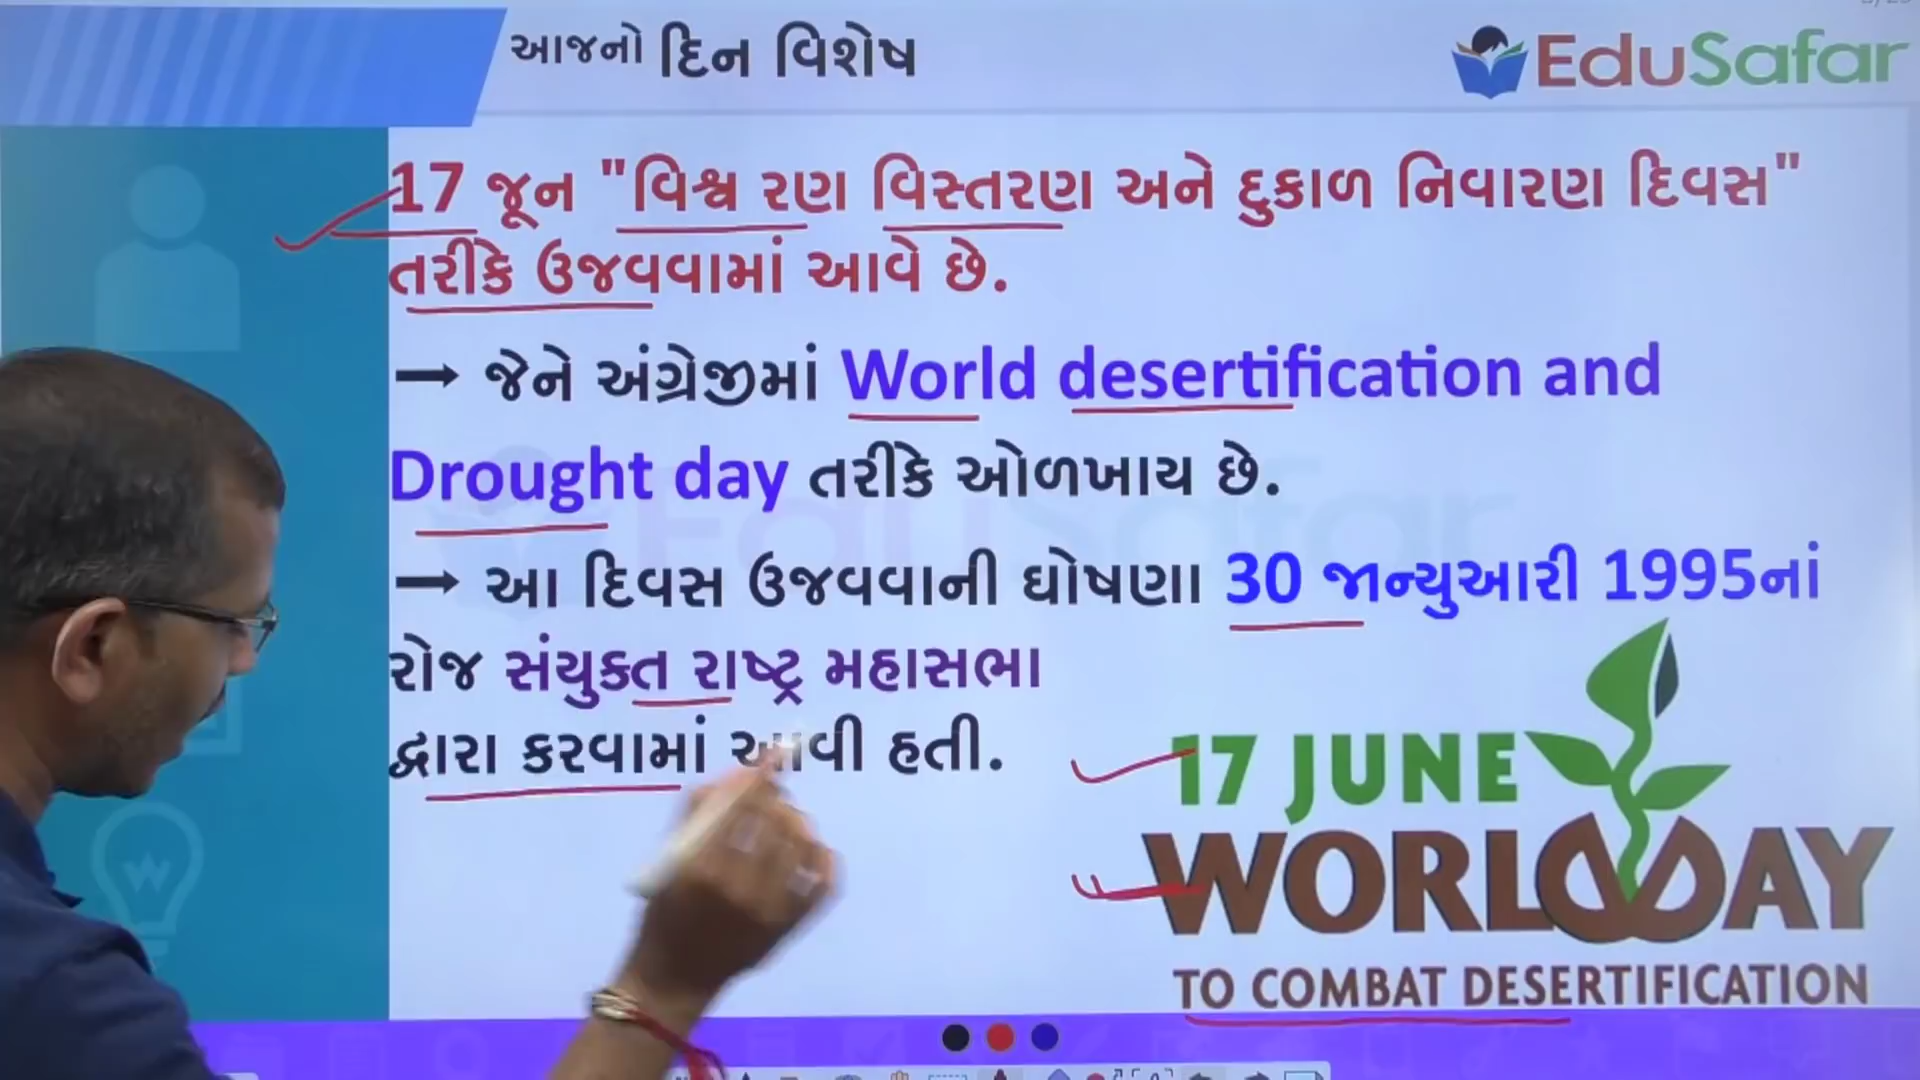 આજનો દિન વિશેષ
EduSafar
17 જૂન "વિશ્વ રણ વિસ્તરણ અને દુકાળ નિવારણ દિવસ"
તરીકે ઉજવવામાં આવે છે.
→ જેને અંગ્રેજીમાં World desertification and
Drought day તરીકે ઓળખાય છે.
→ આ દિવસ ઉજવવાની ઘોષણા 30 જાન્યુઆરી 1995નાં
રોજ સંયુક્ત રાષ્ટ્ર મહાસભા
દ્વારા કરવામાં આવી હતી.
17 JUNE
WORLD DAY
TO COMBAT DESERTIFICATION